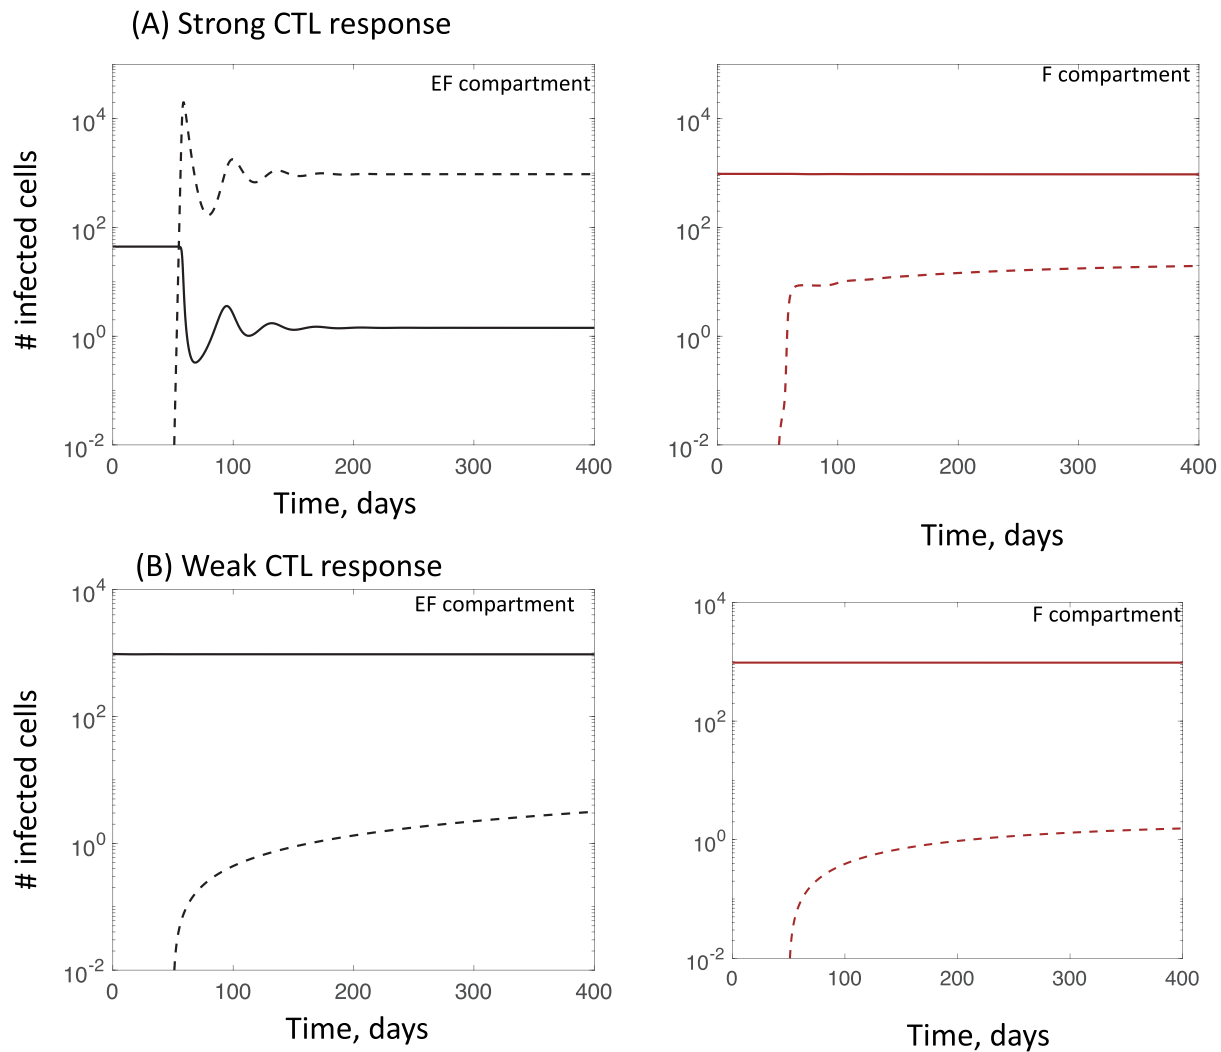 (A) Strong CTL response
EF compartment
F compartment
# infected cells
10^4
10^2
10^0
10^-2
0 100 200 300 400
Time, days
10^4
10^2
10^0
10^-2
0 100 200 300 400
Time, days
(B) Weak CTL response
EF compartment
F compartment
# infected cells
10^4
10^2
10^0
10^-2
0 100 200 300 400
Time, days
10^4
10^2
10^0
10^-2
0 100 200 300 400
Time, days